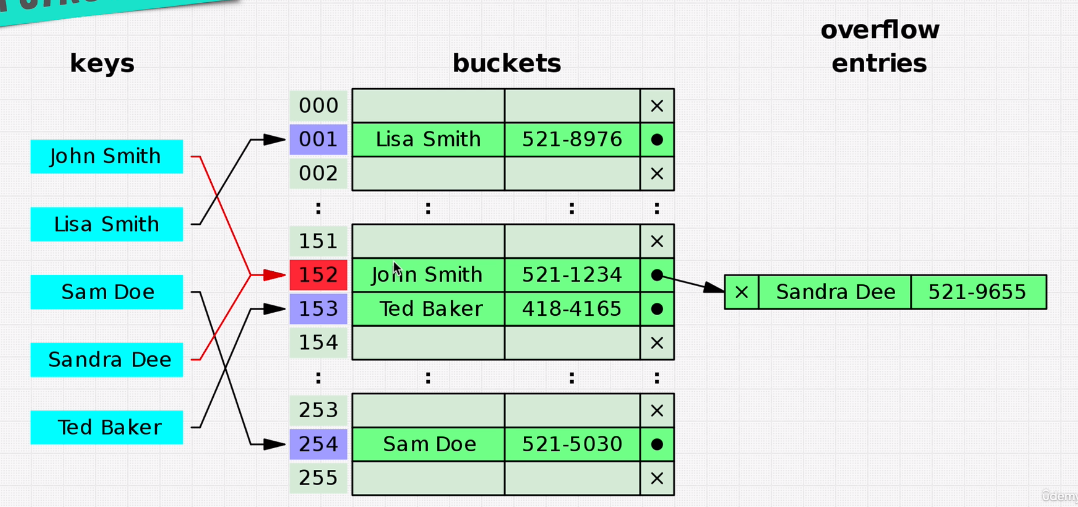 overflow
keys buckets entries
000 ×
John Smith 001 Lisa Smith 521-8976 ●
002 ×
Lisa Smith : : : :
151 ×
Sam Doe 152 John Smith 521-1234 ● × Sandra Dee 521-9655
153 Ted Baker 418-4165 ●
Sandra Dee 154 ×
: : : :
Ted Baker 253 ×
254 Sam Doe 521-5030 ●
255 ×
ûdemy